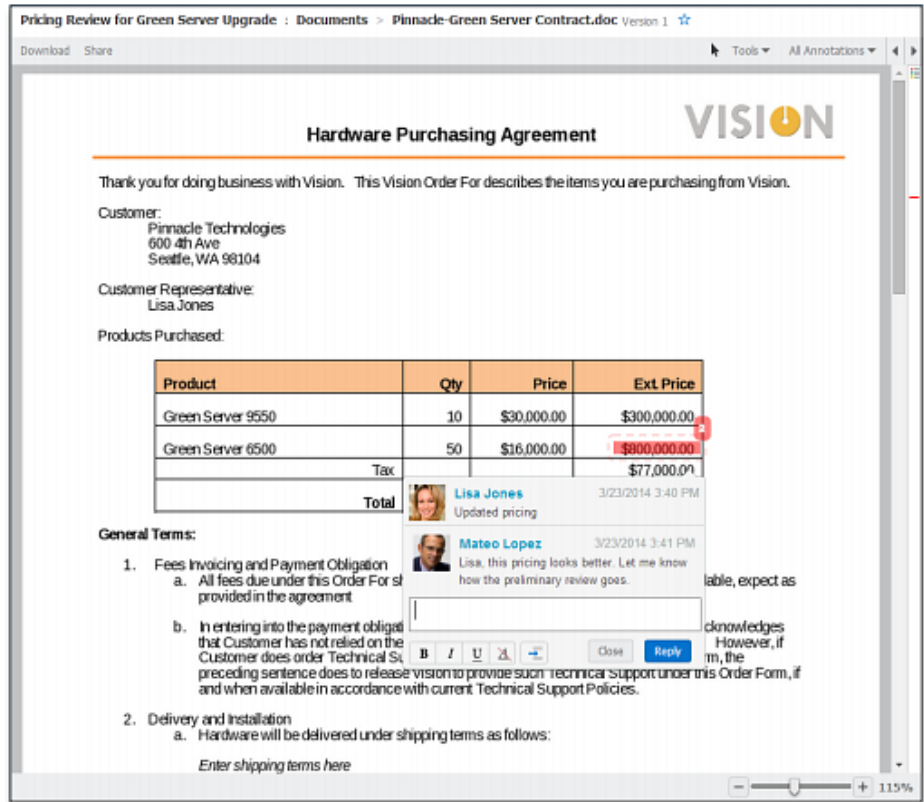 Pricing Review for Green Server Upgrade : Documents > Pinnacle-Green Server Contract.doc Version 1
Download Share Tools All Annotations
VISION
Hardware Purchasing Agreement
Thank you for doing business with Vision. This Vision Order For describes the items you are purchasing from Vision.
Customer:
Pinnacle Technologies
600 4th Ave
Seattle, WA 98104
Customer Representative:
Lisa Jones
Products Purchased:
Product Qty Price Ext. Price
Green Server 9550 10 $30,000.00 $300,000.00
2
Green Server 6500 50 $16,000.00 $800,000.00
Tax $77,000.00
Total
Lisa Jones 3/23/2014 3:40 PM
Updated pricing
Mateo Lopez 3/23/2014 3:41 PM
Lisa, this pricing looks better. Let me know
how the preliminary review goes.
B I U A
Close Reply
General Terms:
1. Fees Invoicing and Payment Obligation
a. All fees due under this Order For lable, expect as
provided in the agreement
b. In entering into the payment obligat cknowledges
that Customer has not relied on the However, if
Customer does order Technical Su rm, the
preceding sentence does to release Vision to provide such Technical Support under this Order Form, if
and when available in accordance with current Technical Support Policies.
2. Delivery and Installation
a. Hardware will be delivered under shipping terms as follows:
Enter shipping terms here
115%